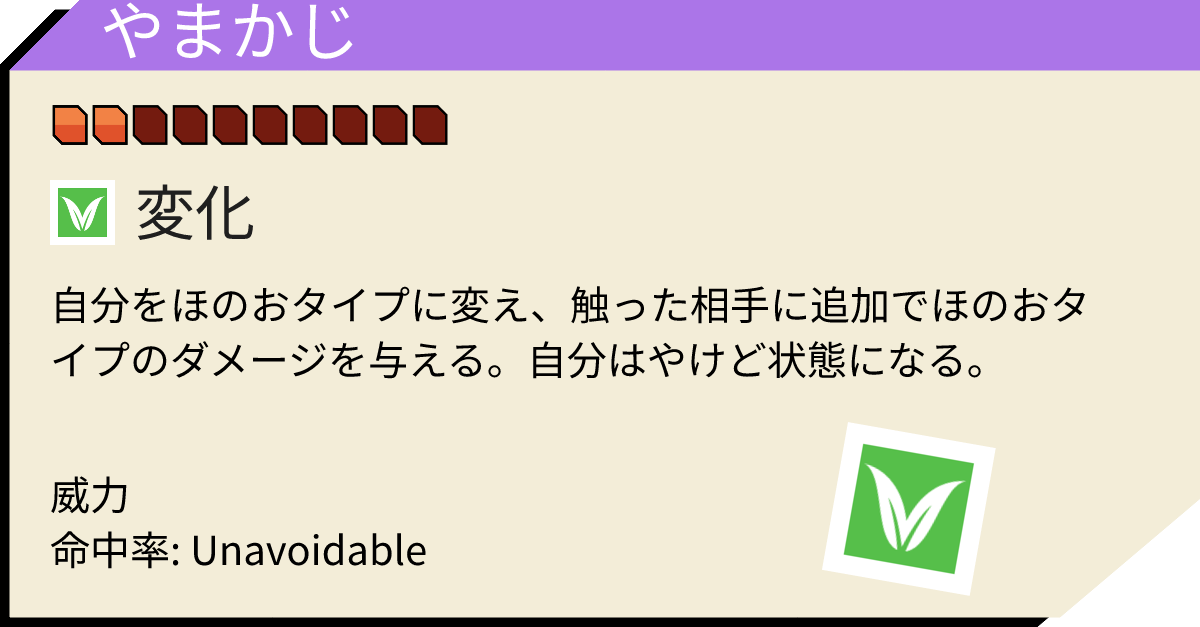 やまかじ
変化
自分をほのおタイプに変え、触った相手に追加でほのおタ
イプのダメージを与える。自分はやけど状態になる。
威力
命中率: Unavoidable